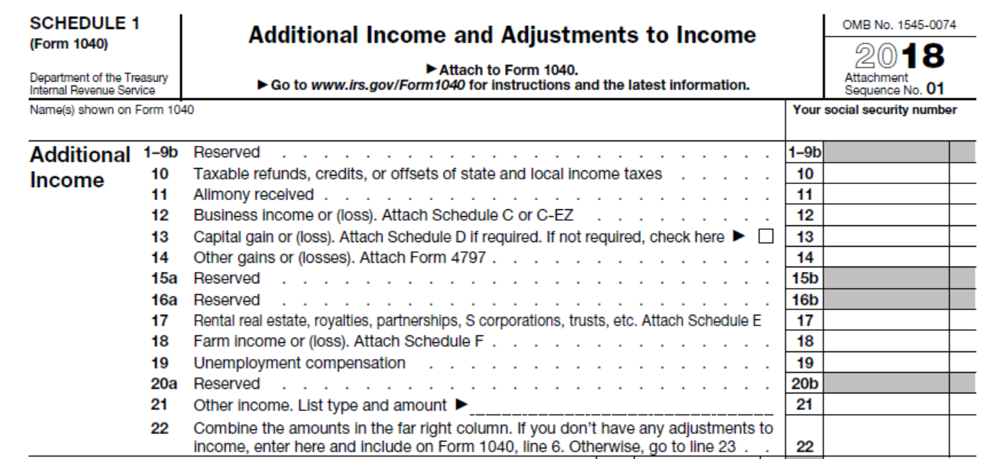 SCHEDULE 1
(Form 1040)
Department of the Treasury
Internal Revenue Service
Additional Income and Adjustments to Income
►Attach to Form 1040.
►Go to www.irs.gov/Form1040 for instructions and the latest information.
OMB No. 1545-0074
2018
Attachment
Sequence No. 01
Name(s) shown on Form 1040
Your social security number
Additional
Income
1–9b Reserved . . . . . . . . . . . . . . . . . . . . . . . . 1–9b
10 Taxable refunds, credits, or offsets of state and local income taxes . . . . . 10
11 Alimony received . . . . . . . . . . . . . . . . . . . . . . 11
12 Business income or (loss). Attach Schedule C or C-EZ . . . . . . . . . 12
13 Capital gain or (loss). Attach Schedule D if required. If not required, check here ► ☐ 13
14 Other gains or (losses). Attach Form 4797 . . . . . . . . . . . . . . 14
15a Reserved . . . . . . . . . . . . . . . . . . . . . . . . 15b
16a Reserved . . . . . . . . . . . . . . . . . . . . . . . . 16b
17 Rental real estate, royalties, partnerships, S corporations, trusts, etc. Attach Schedule E 17
18 Farm income or (loss). Attach Schedule F . . . . . . . . . . . . . . 18
19 Unemployment compensation . . . . . . . . . . . . . . . . . 19
20a Reserved . . . . . . . . . . . . . . . . . . . . . . . . 20b
21 Other income. List type and amount ► 21
22 Combine the amounts in the far right column. If you don't have any adjustments to
income, enter here and include on Form 1040, line 6. Otherwise, go to line 23 . . 22